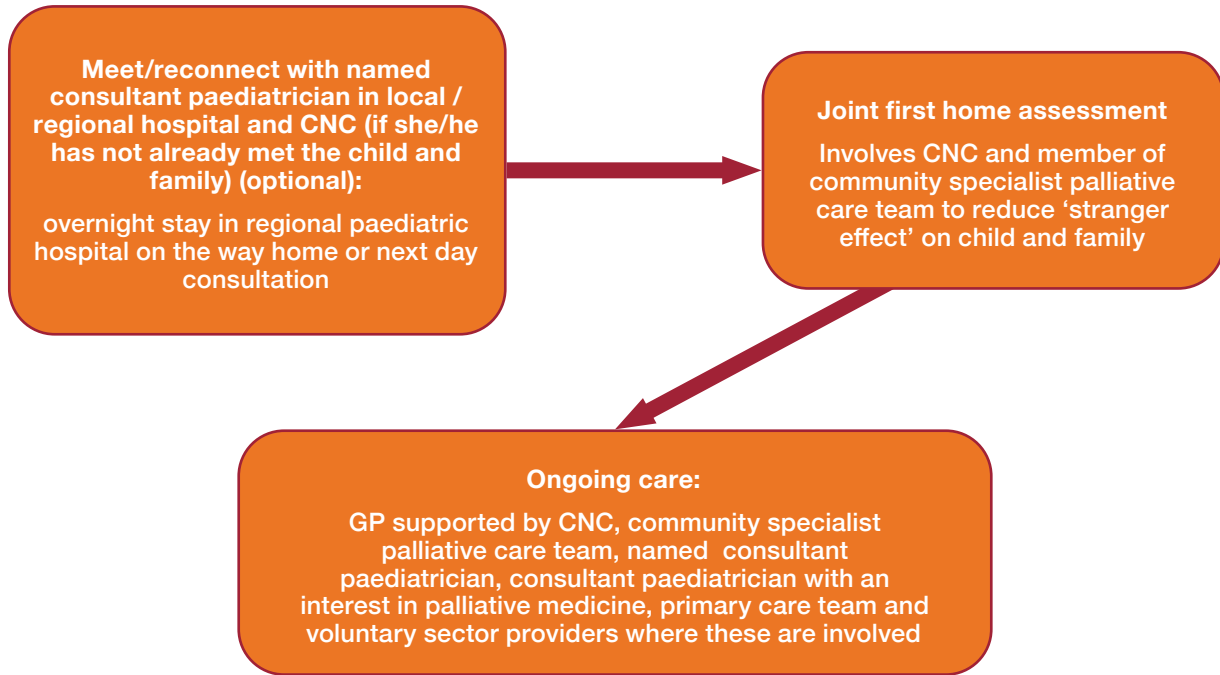 Meet/reconnect with named
consultant paediatrician in local /
regional hospital and CNC (if she/he
has not already met the child and
family) (optional):
overnight stay in regional paediatric
hospital on the way home or next day
consultation
Joint first home assessment
Involves CNC and member of
community specialist palliative
care team to reduce ‘stranger
effect’ on child and family
Ongoing care:
GP supported by CNC, community specialist
palliative care team, named consultant
paediatrician, consultant paediatrician with an
interest in palliative medicine, primary care team and
voluntary sector providers where these are involved